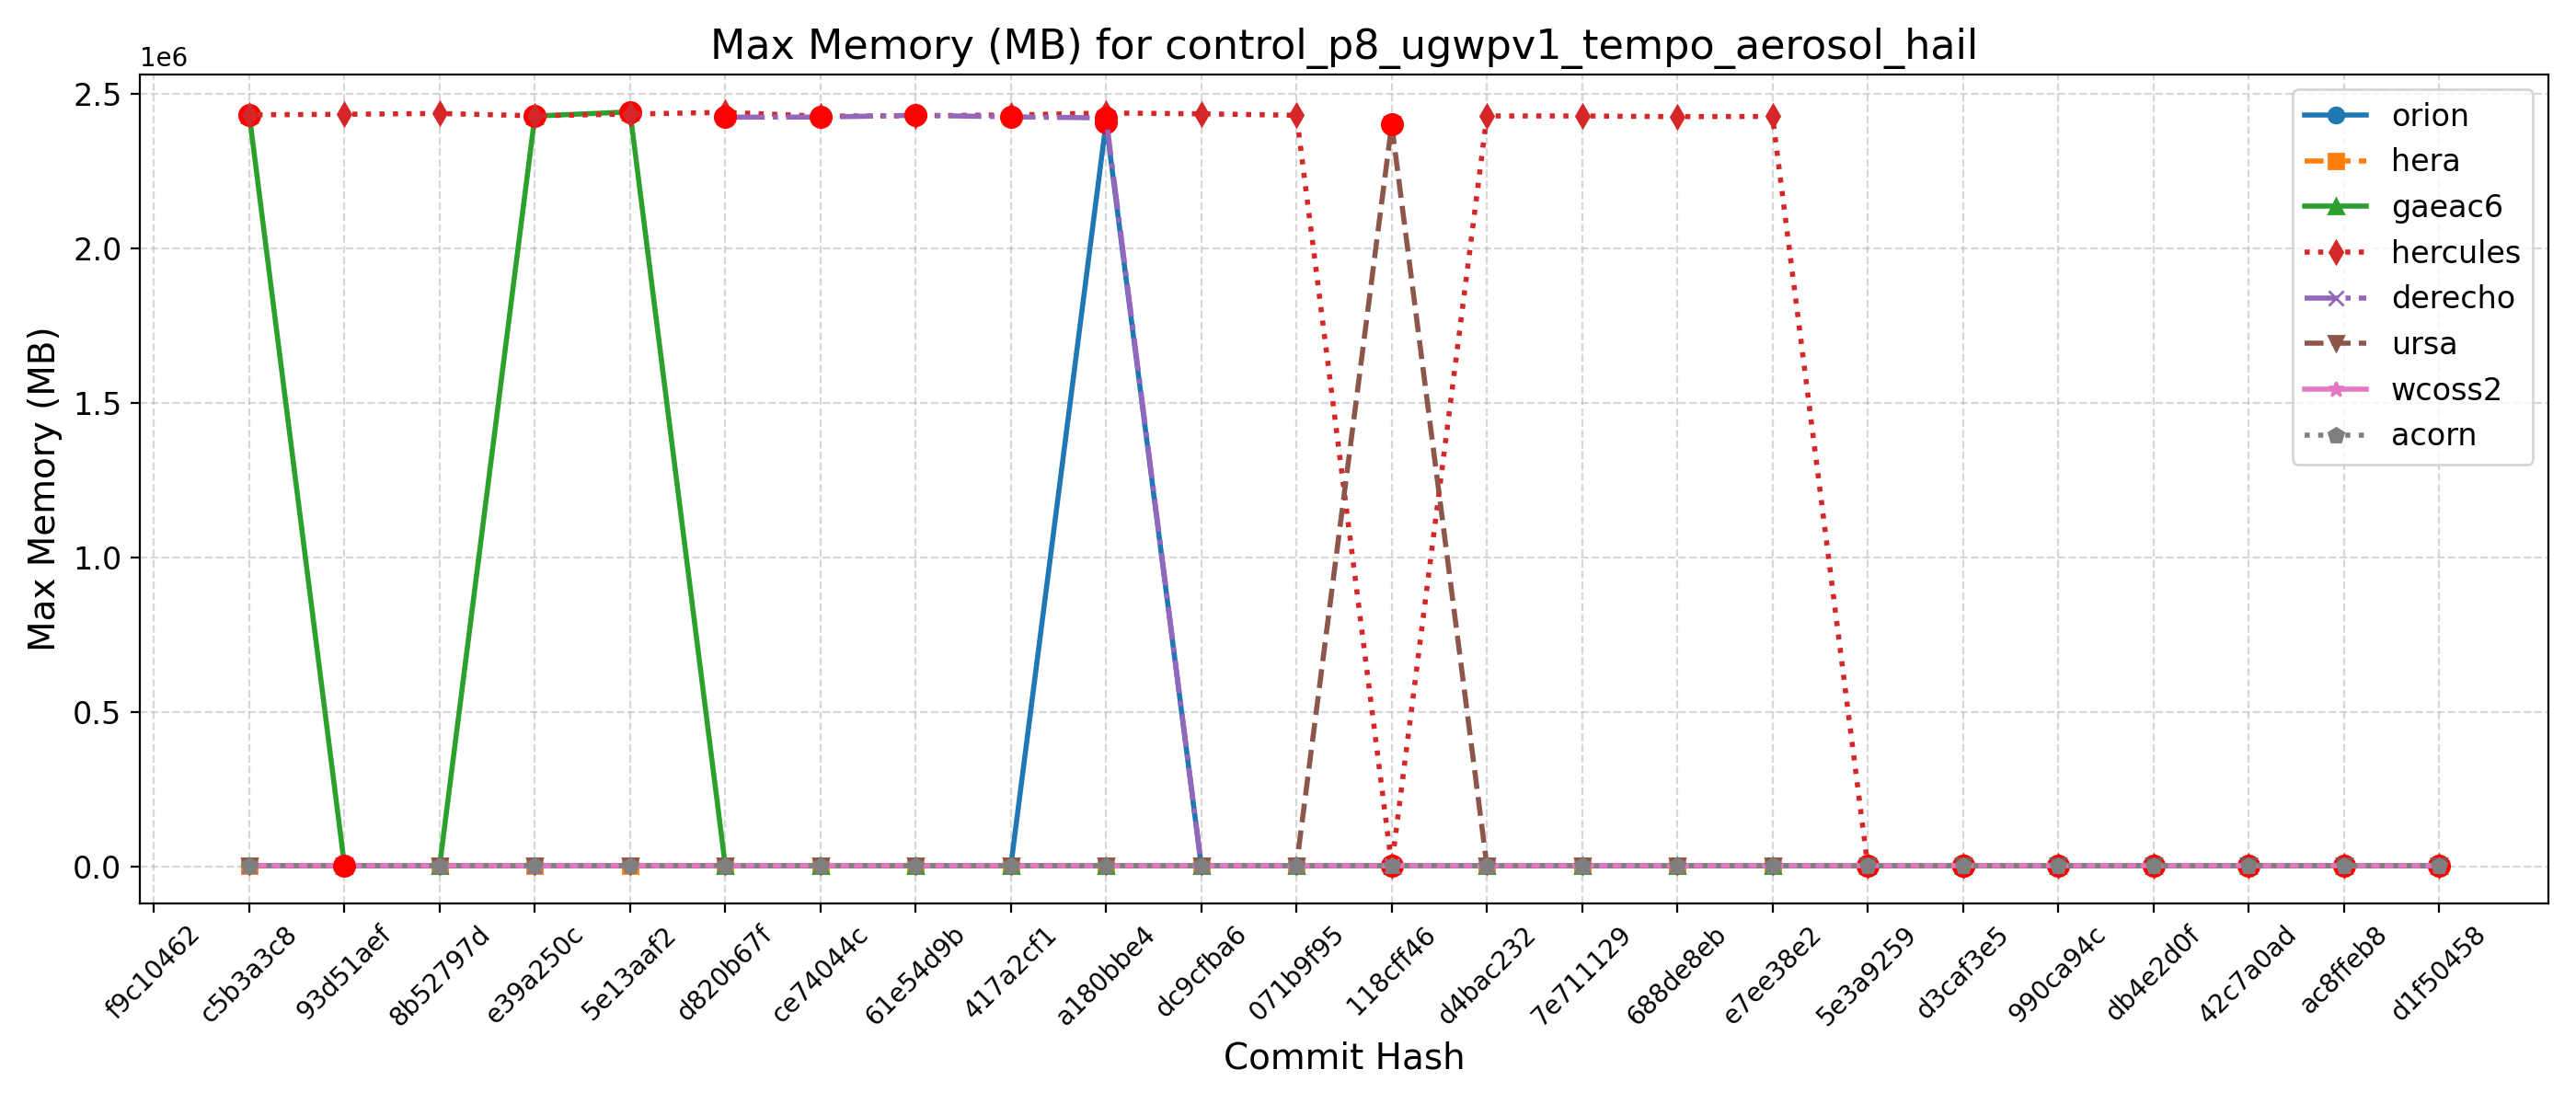 Max Memory (MB) for control_p8_ugwpv1_tempo_aerosol_hail
1e6
2.5
2.0
1.5
1.0
0.5
0.0
Max Memory (MB)
orion
hera
gaeac6
hercules
derecho
ursa
wcoss2
acorn
f9c10462
c5b3a3c8
93d51aef
8b52797d
e39a250c
5e13aaf2
d820b67f
ce74044c
61e54d9b
417a2cf1
a180bbe4
dc9cfba6
071b9f95
118cff46
d4bac232
7e711129
688de8eb
e7ee38e2
5e3a9259
d3caf3e5
990ca94c
db4e2d0f
42c7a0ad
ac8ffeb8
d1f50458
Commit Hash